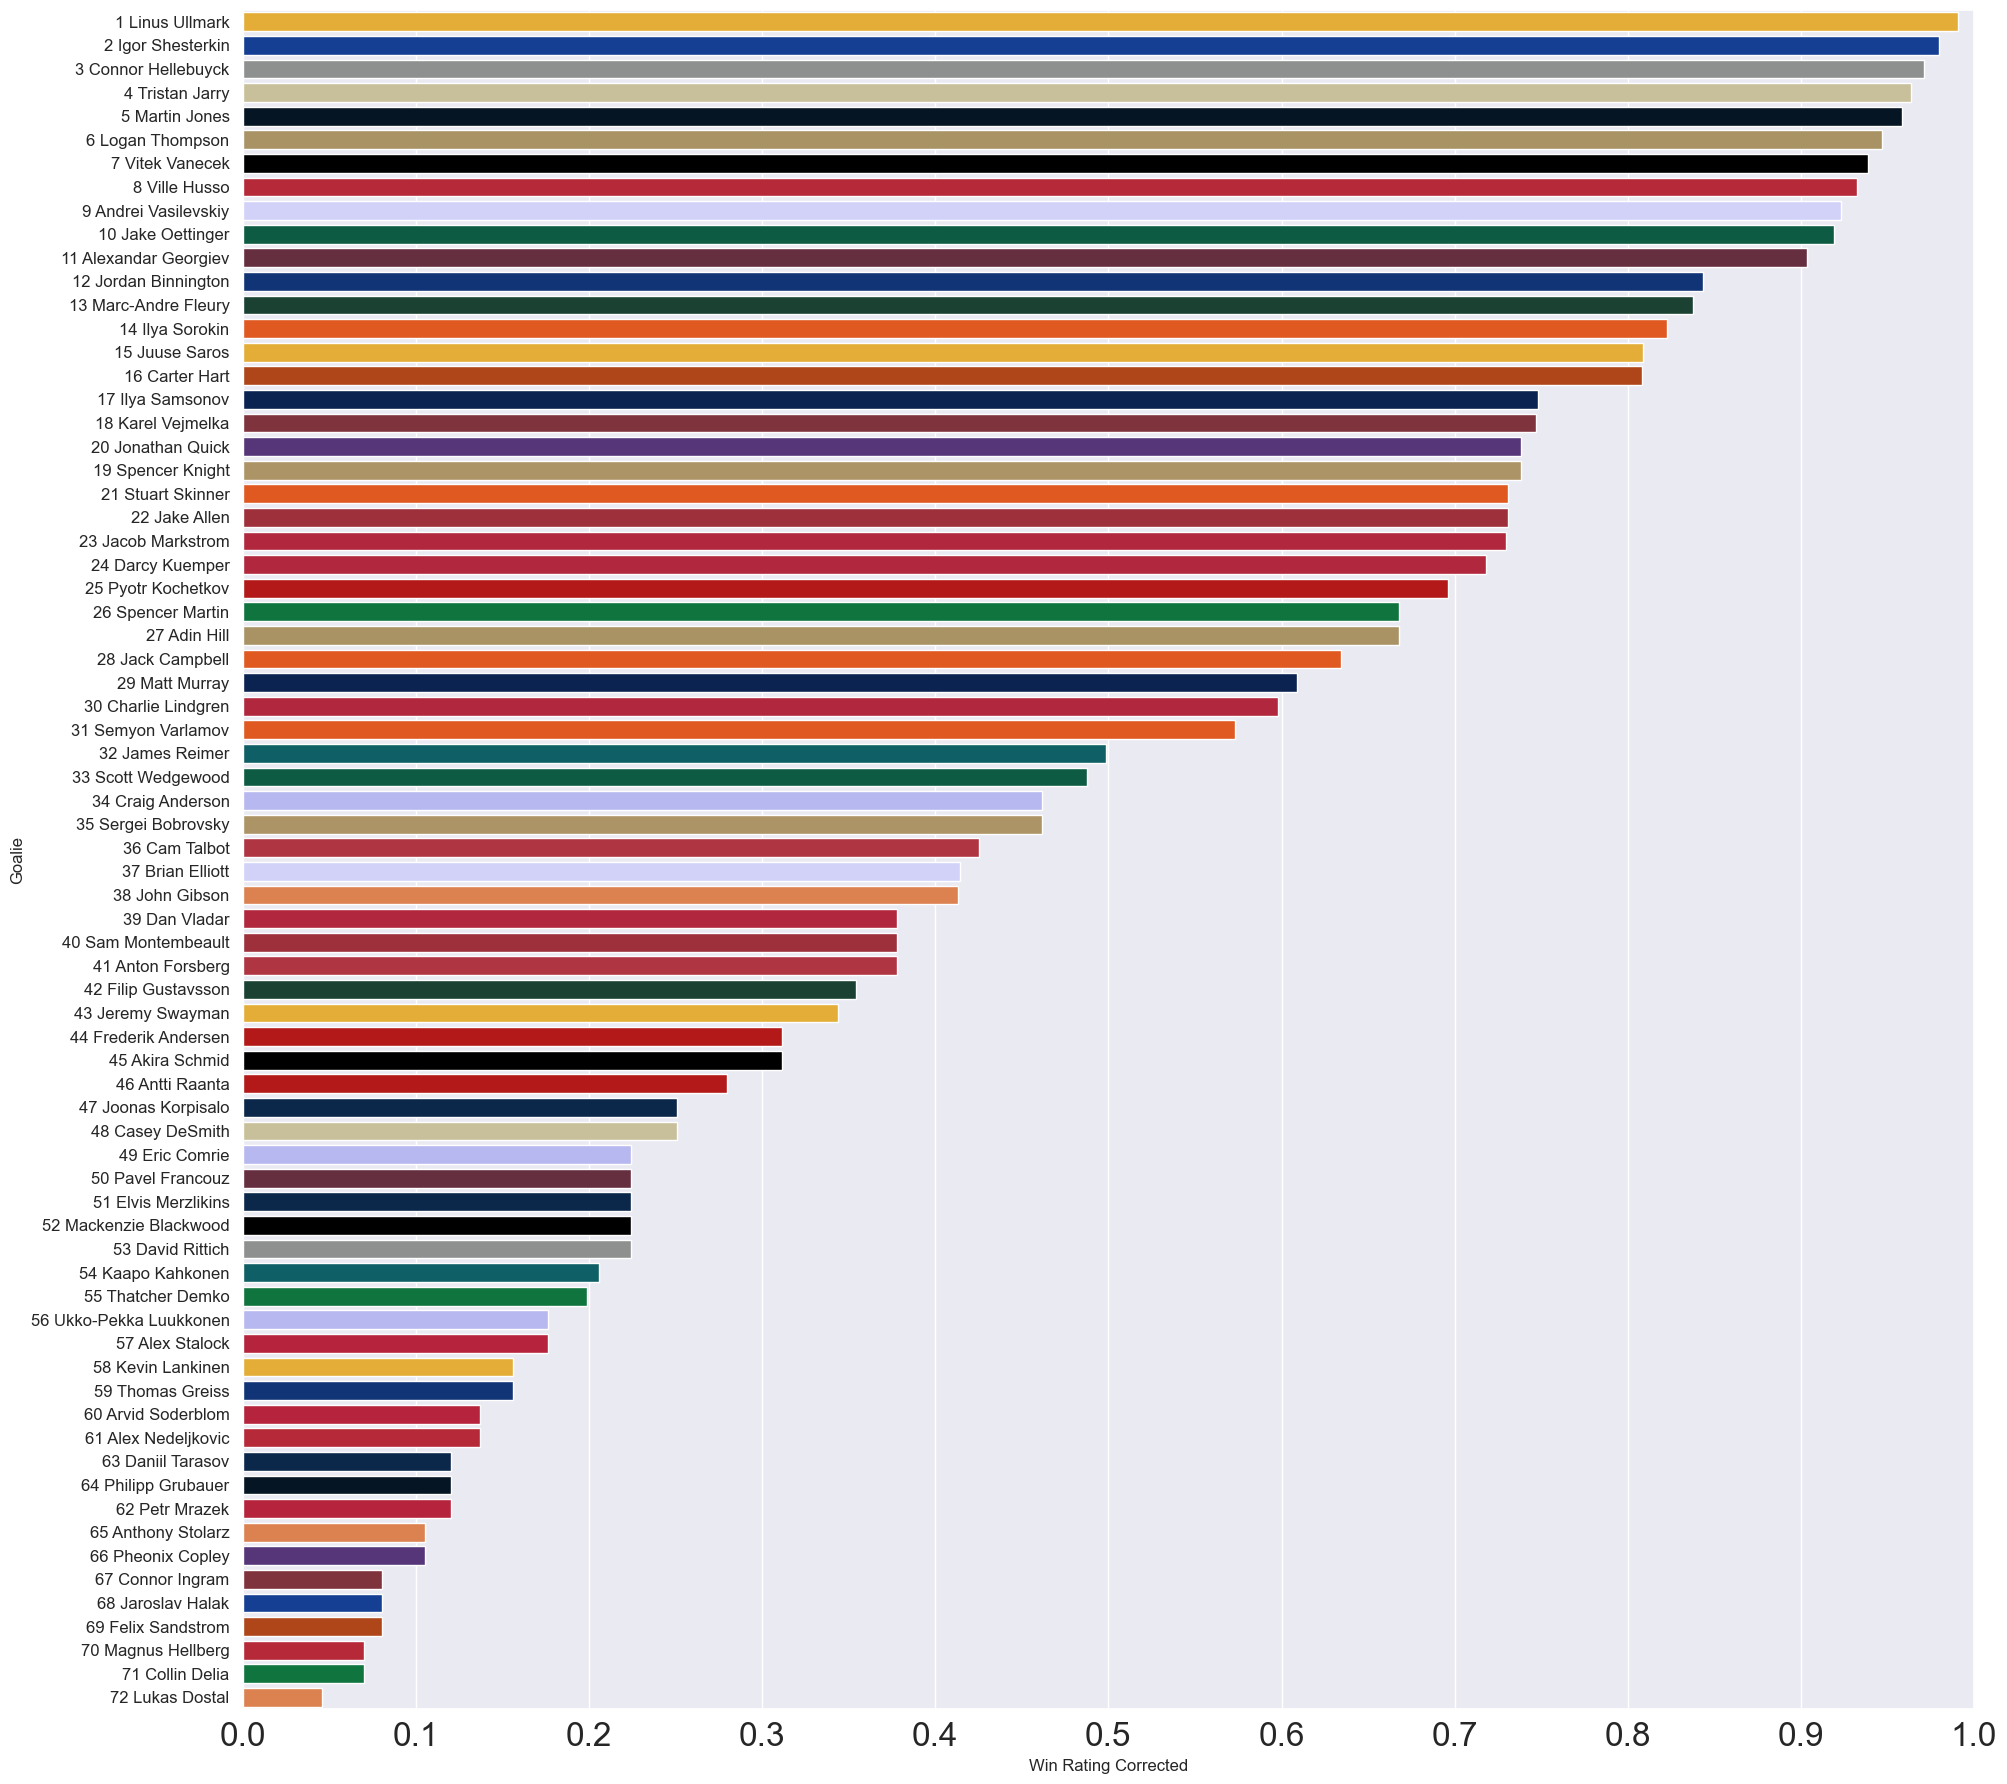 1 Linus Ullmark
2 Igor Shesterkin
3 Connor Hellebuyck
4 Tristan Jarry
5 Martin Jones
6 Logan Thompson
7 Vitek Vanecek
8 Ville Husso
9 Andrei Vasilevskiy
10 Jake Oettinger
11 Alexandar Georgiev
12 Jordan Binnington
13 Marc-Andre Fleury
14 Ilya Sorokin
15 Juuse Saros
16 Carter Hart
17 Ilya Samsonov
18 Karel Vejmelka
20 Jonathan Quick
19 Spencer Knight
21 Stuart Skinner
22 Jake Allen
23 Jacob Markstrom
24 Darcy Kuemper
25 Pyotr Kochetkov
26 Spencer Martin
27 Adin Hill
28 Jack Campbell
29 Matt Murray
30 Charlie Lindgren
31 Semyon Varlamov
32 James Reimer
33 Scott Wedgewood
34 Craig Anderson
35 Sergei Bobrovsky
36 Cam Talbot
37 Brian Elliott
38 John Gibson
39 Dan Vladar
40 Sam Montembeault
41 Anton Forsberg
42 Filip Gustavsson
43 Jeremy Swayman
44 Frederik Andersen
45 Akira Schmid
46 Antti Raanta
47 Joonas Korpisalo
48 Casey DeSmith
49 Eric Comrie
50 Pavel Francouz
51 Elvis Merzlikins
52 Mackenzie Blackwood
53 David Rittich
54 Kaapo Kahkonen
55 Thatcher Demko
56 Ukko-Pekka Luukkonen
57 Alex Stalock
58 Kevin Lankinen
59 Thomas Greiss
60 Arvid Soderblom
61 Alex Nedeljkovic
63 Daniil Tarasov
64 Philipp Grubauer
62 Petr Mrazek
65 Anthony Stolarz
66 Pheonix Copley
67 Connor Ingram
68 Jaroslav Halak
69 Felix Sandstrom
70 Magnus Hellberg
71 Collin Delia
72 Lukas Dostal
Goalie
0.0 0.1 0.2 0.3 0.4 0.5 0.6 0.7 0.8 0.9 1.0
Win Rating Corrected